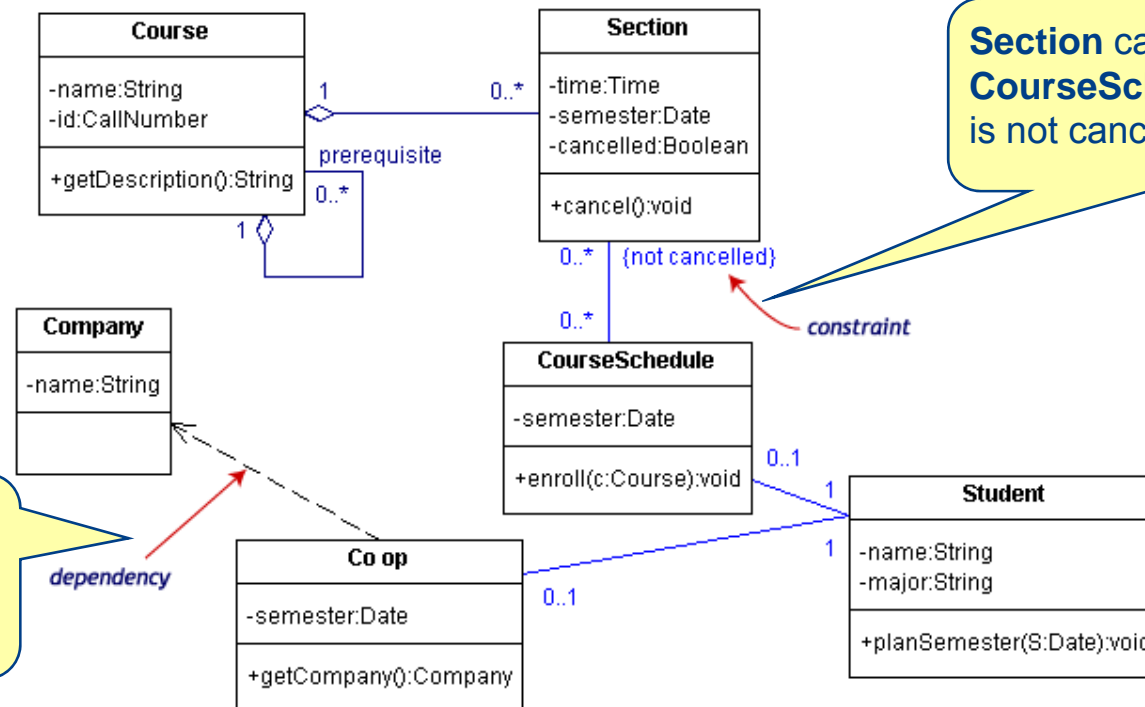 Course
-name:String
-id:CallNumber
+getDescription():String
1
0..*
prerequisite
0..*
1
Section
-time:Time
-semester:Date
-cancelled:Boolean
+cancel():void
0..*
{not cancelled}
0..*
constraint
Section
is not
Company
-name:String
dependency
CourseSchedule
-semester:Date
+enroll(c:Course):void
0..1
1
1
0..1
Co op
-semester:Date
+getCompany():Company
Student
-name:String
-major:String
+planSemester(S:Date):void